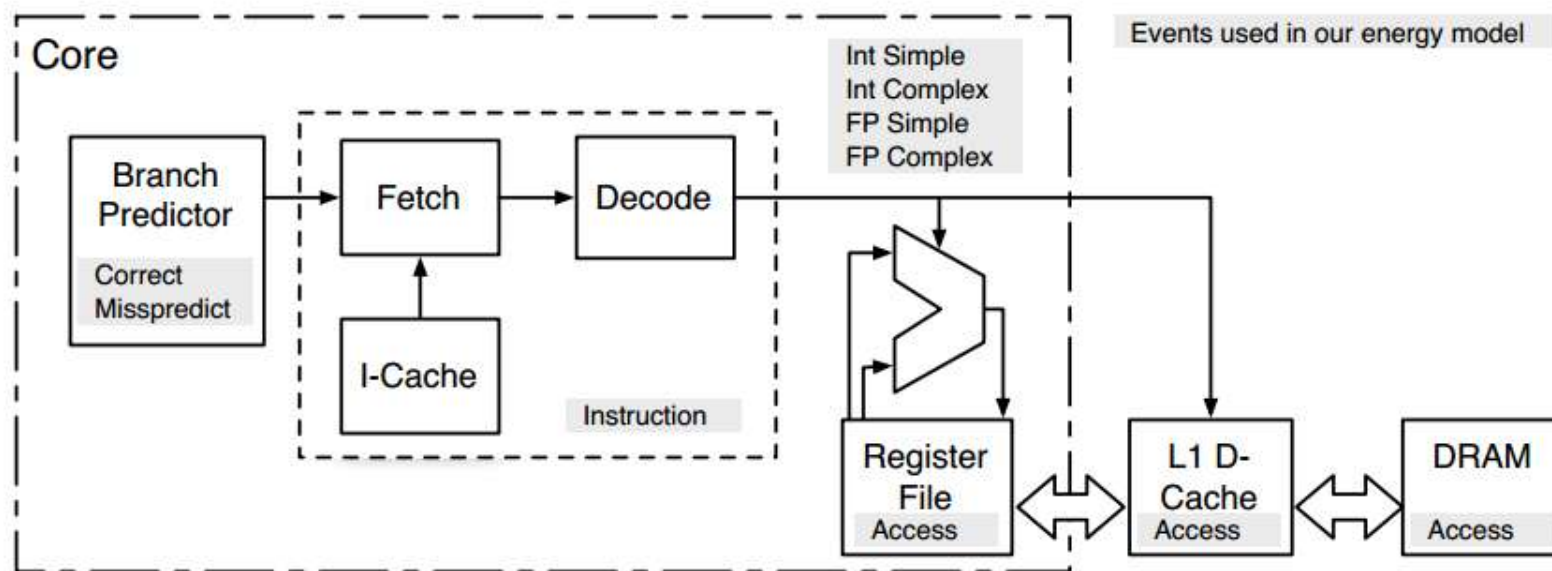 Core
Events used in our energy model
Int Simple
Int Complex
FP Simple
FP Complex
Branch
Predictor
Correct
Misspredict
Fetch
Decode
I-Cache
Instruction
Register
File
Access
L1 D-
Cache
Access
DRAM
Access